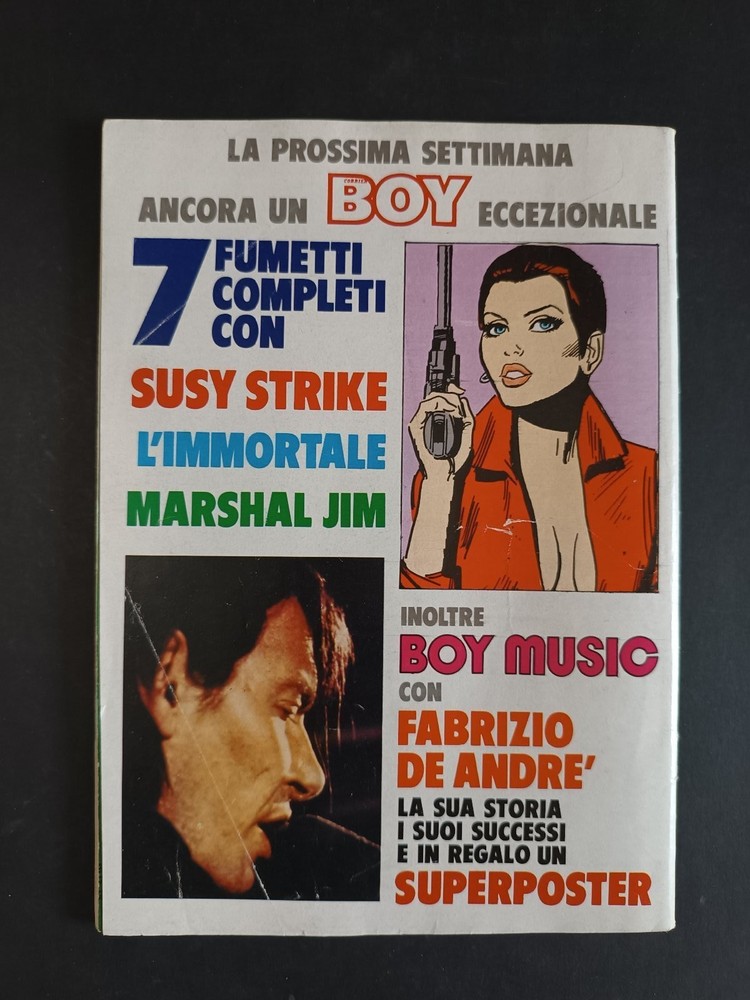 LA PROSSIMA SETTIMANA
ANCORA UN CORRIER BOY ECCEZIONALE
7 FUMETTI
COMPLETI
CON
SUSY STRIKE
L'IMMORTALE
MARSHAL JIM
INOLTRE
BOY MUSIC
CON
FABRIZIO
DE ANDRE'
LA SUA STORIA
I SUOI SUCCESSI
E IN REGALO UN
SUPERPOSTER